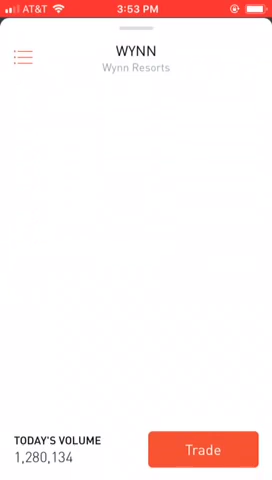 AT&T 3:53 PM
WYNN
Wynn Resorts
TODAY'S VOLUME
1,280,134
Trade